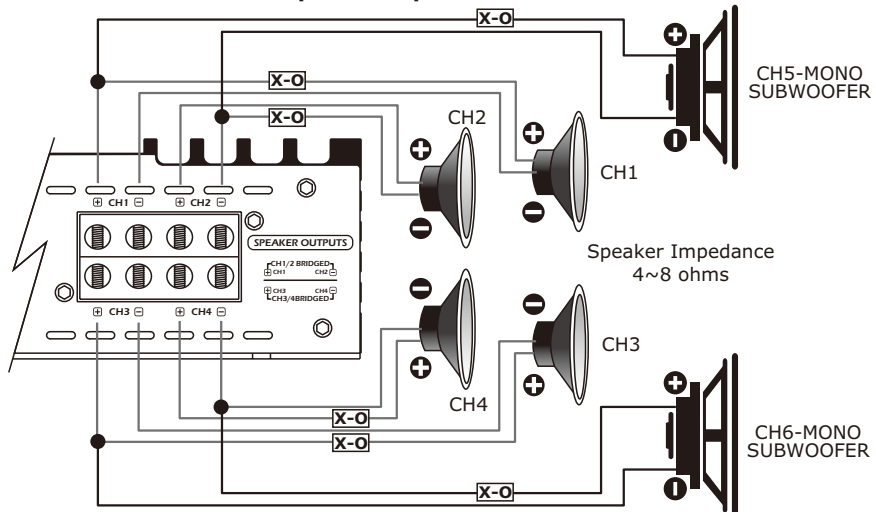 X-O
CH5-MONO
SUBWOOFER
X-O
X-O
CH2
CH1
+ CH1 − + CH2 −
SPEAKER OUTPUTS
CH1/2 BRIDGED
+ CH1 CH2 −
+ CH3 CH4 −
CH3/4BRIDGED
+ CH3 − + CH4 −
Speaker Impedance
4~8 ohms
CH3
CH4
X-O
X-O
CH6-MONO
SUBWOOFER
X-O